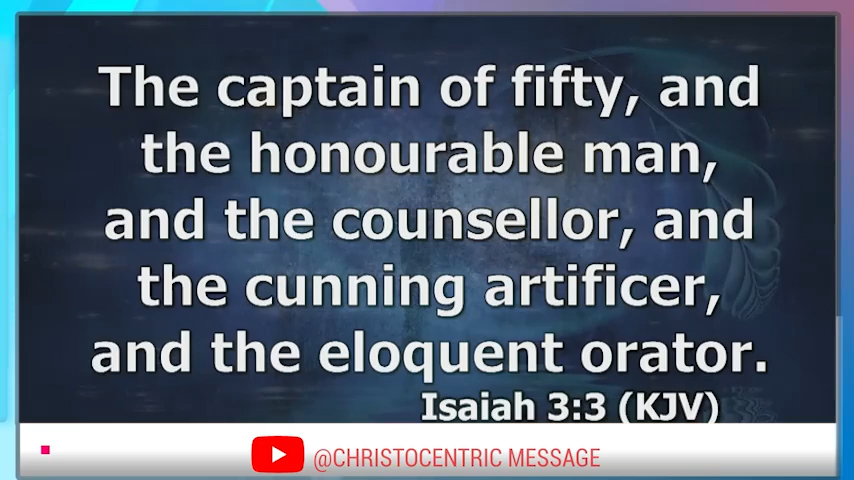 The captain of fifty, and
the honourable man,
and the counsellor, and
the cunning artificer,
and the eloquent orator.
Isaiah 3:3 (KJV)
@CHRISTOCENTRIC MESSAGE